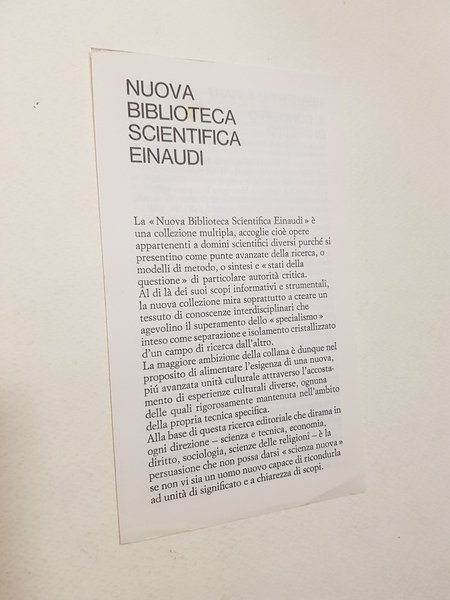 NUOVA
BIBLIOTECA
SCIENTIFICA
EINAUDI
La « Nuova Biblioteca Scientifica Einaudi » è
una collezione multipla, accoglie cioè opere
appartenenti a domini scientifici diversi purché si
presentino come punte avanzate della ricerca, o
modelli di metodo, o sintesi e « stati della
questione » di particolare autorità critica.
Al di là dei suoi scopi informativi e strumentali,
la nuova collezione mira soprattutto a creare un
tessuto di conoscenze interdisciplinari che
agevolino il superamento dello « specialismo »
inteso come separazione e isolamento cristallizzato
d'un campo di ricerca dall'altro.
La maggiore ambizione della collana è dunque nel
proposito di alimentare l'esigenza di una nuova,
piú avanzata unità culturale attraverso l'accosta-
mento di esperienze culturali diverse, ognuna
delle quali rigorosamente mantenuta nell'ambito
della propria tecnica specifica.
Alla base di questa ricerca editoriale che dirama in
ogni direzione – scienza e tecnica, economia,
diritto, sociologia, scienze delle religioni – è la
persuasione che non possa darsi « scienza nuova »
se non vi sia un uomo nuovo capace di ricondurla
ad unità di significato e a chiarezza di scopi.